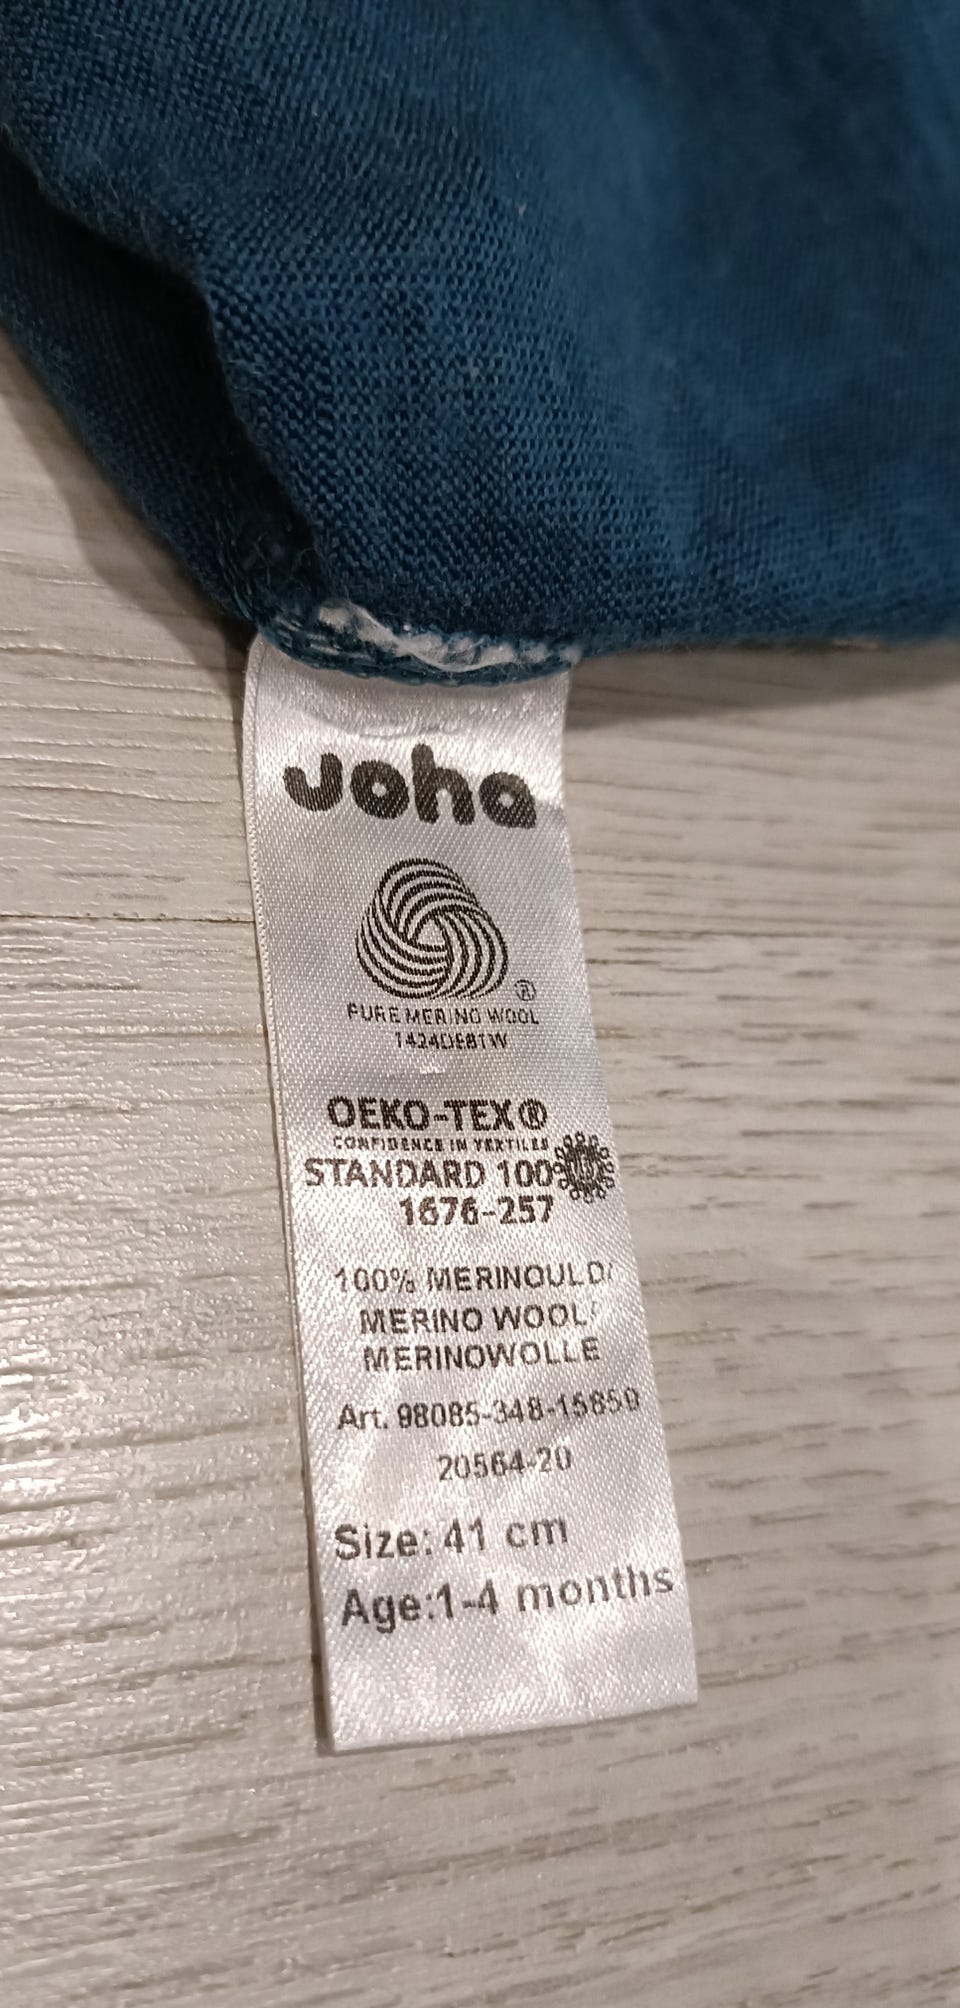 Joha
®
PURE MERINO WOOL
1424DE81W
OEKO-TEX®
CONFIDENCE IN TEXTILES
STANDARD 100
1676-257
100% MERINOULD/
MERINO WOOL/
MERINOWOLLE
Art. 98085-348-15859
20564-20
Size: 41 cm
Age:1-4 months